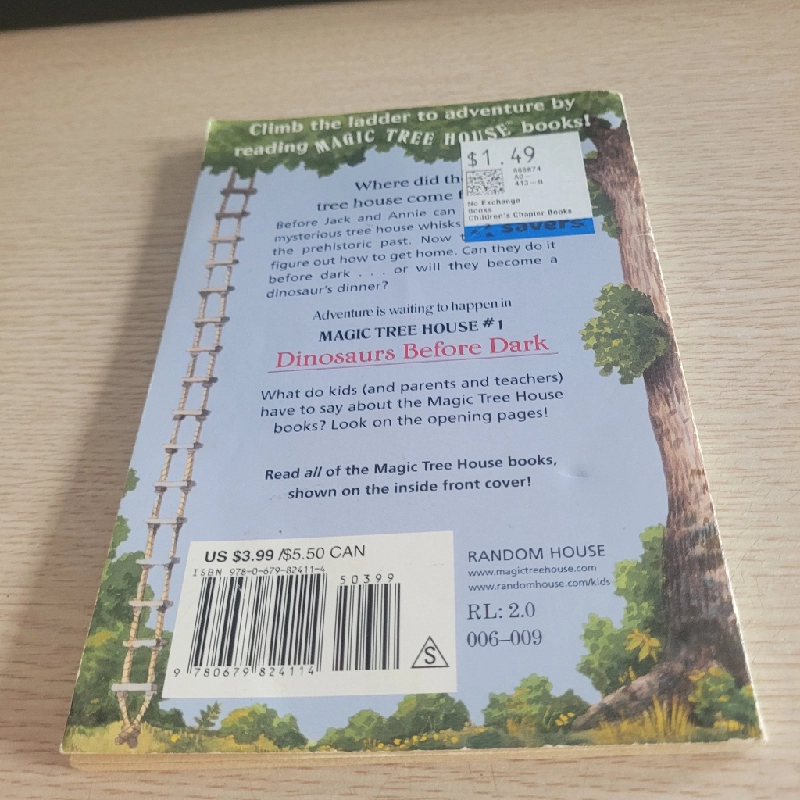 Climb the ladder to adventure by
reading MAGIC TREE HOUSE books!
$1.49
No Exchange
Books
Children's Chapter Books
savers
Where did th
tree house come f
Before Jack and Annie can
mysterious tree house whisks
the prehistoric past. Now t
figure out how to get home. Can they do it
before dark . . . or will they become a
dinosaur's dinner?
Adventure is waiting to happen in
MAGIC TREE HOUSE #1
Dinosaurs Before Dark
What do kids (and parents and teachers)
have to say about the Magic Tree House
books? Look on the opening pages!
Read all of the Magic Tree House books,
shown on the inside front cover!
US $3.99 /$5.50 CAN
ISBN 978-0-679-82411-4
50399
9 780679 824114
S
RANDOM HOUSE
www.magictreehouse.com
www.randomhouse.com/kids
RL: 2.0
006–009